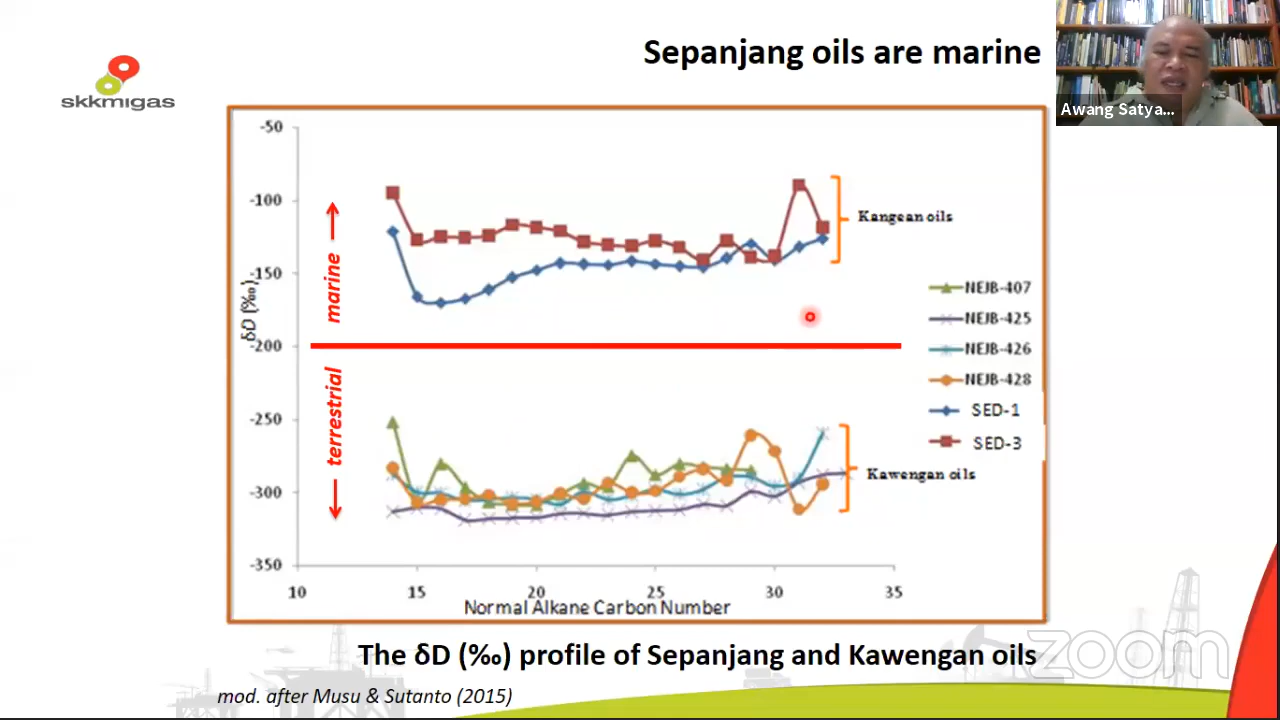 Sepanjang oils are marine
skkmigas
Awang Satya...
-50
-100
-150
-200
-250
-300
-350
δD (‰)
marine
terrestrial
Kangean oils
Kawengan oils
NEJB-407
NEJB-425
NEJB-426
NEJB-428
SED-1
SED-3
10 15 20 25 30 35
Normal Alkane Carbon Number
The δD (‰) profile of Sepanjang and Kawengan oils
zoom
mod. after Musu & Sutanto (2015)